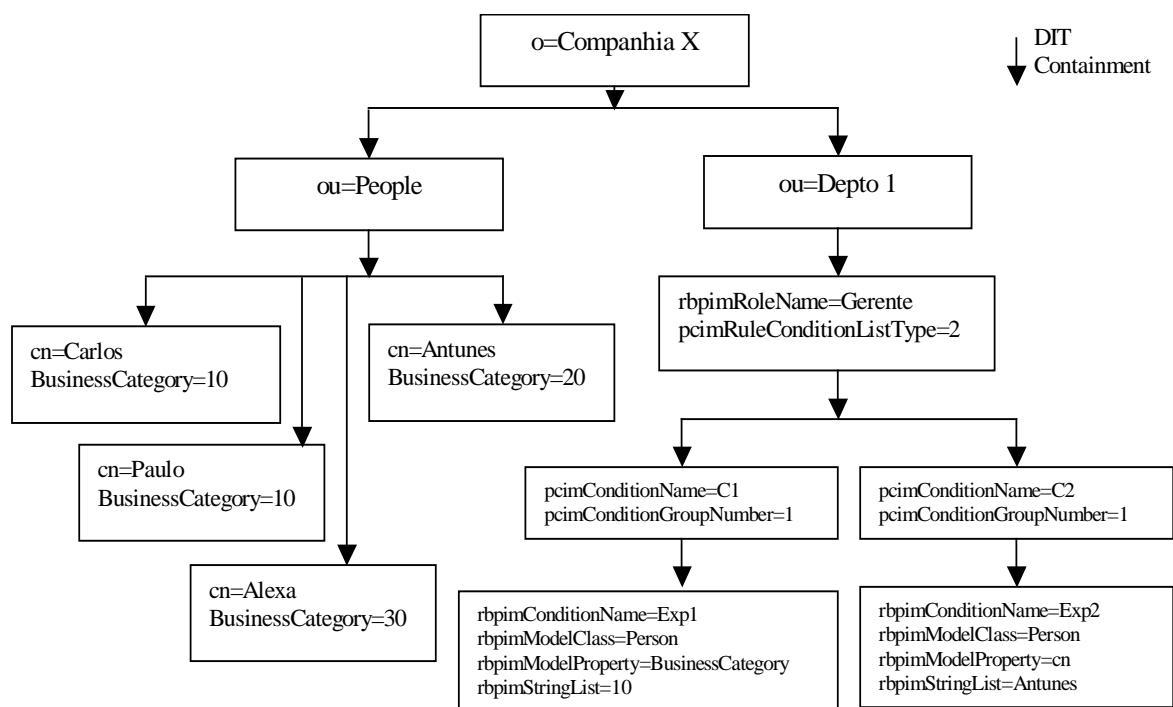 o=Companhia X
DIT
Containment
ou=People
ou=Depto 1
rbpimRoleName=Gerente
pcimRuleConditionListType=2
cn=Carlos
BusinessCategory=10
cn=Antunes
BusinessCategory=20
cn=Paulo
BusinessCategory=10
cn=Alexa
BusinessCategory=30
pcimConditionName=C1
pcimConditionGroupNumber=1
pcimConditionName=C2
pcimConditionGroupNumber=1
rbpimConditionName=Exp1
rbpimModelClass=Person
rbpimModelProperty=BusinessCategory
rbpimStringList=10
rbpimConditionName=Exp2
rbpimModelClass=Person
rbpimModelProperty=cn
rbpimStringList=Antunes